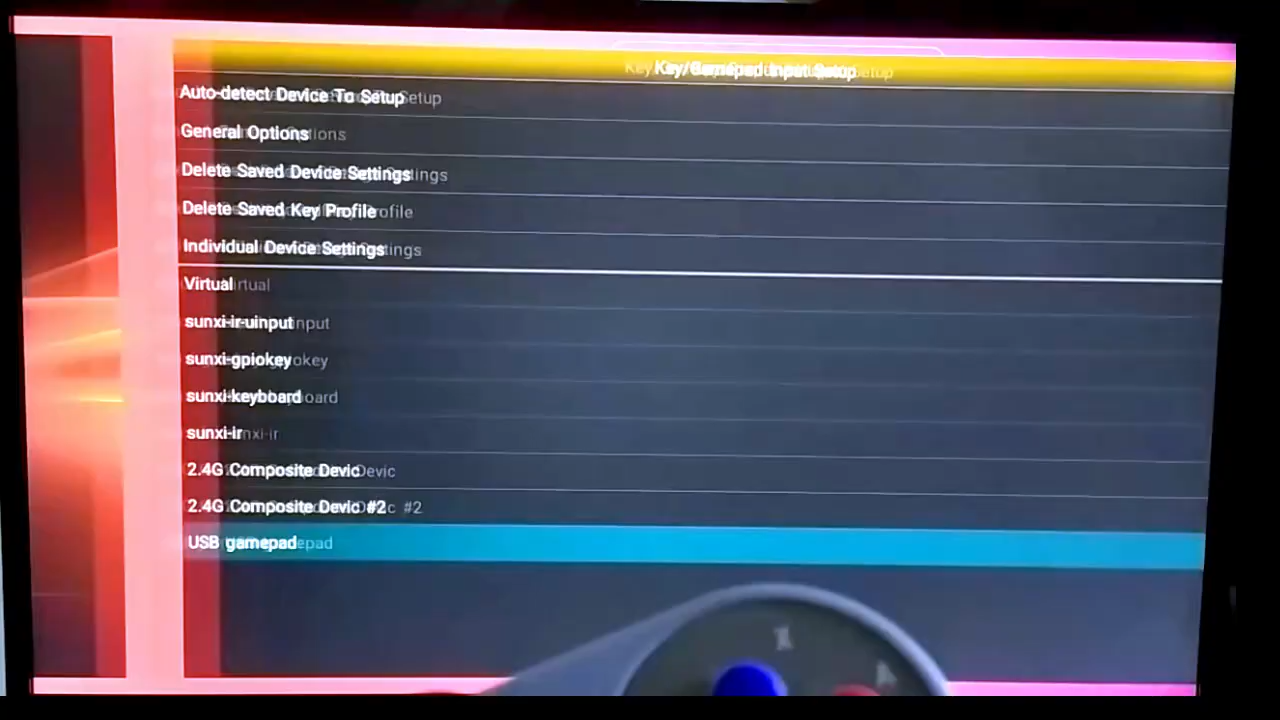 Key/Gamepad Input Setup
Auto-detect Device To Setup
General Options
Delete Saved Device Settings
Delete Saved Key Profile
Individual Device Settings
Virtual
sunxi-ir-uinput
sunxi-gpiokey
sunxi-keyboard
sunxi-ir
2.4G Composite Devic
2.4G Composite Devic #2
USB gamepad
X
A